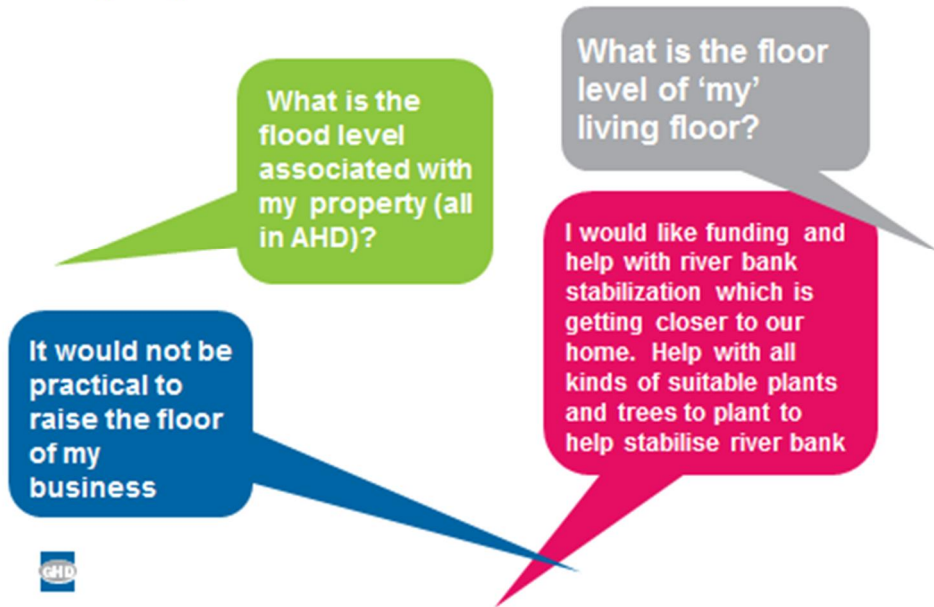 What is the
flood level
associated with
my property (all
in AHD)?
What is the floor
level of ‘my’
living floor?
It would not be
practical to
raise the floor
of my
business
I would like funding and
help with river bank
stabilization which is
getting closer to our
home. Help with all
kinds of suitable plants
and trees to plant to
help stabilise river bank
GHD